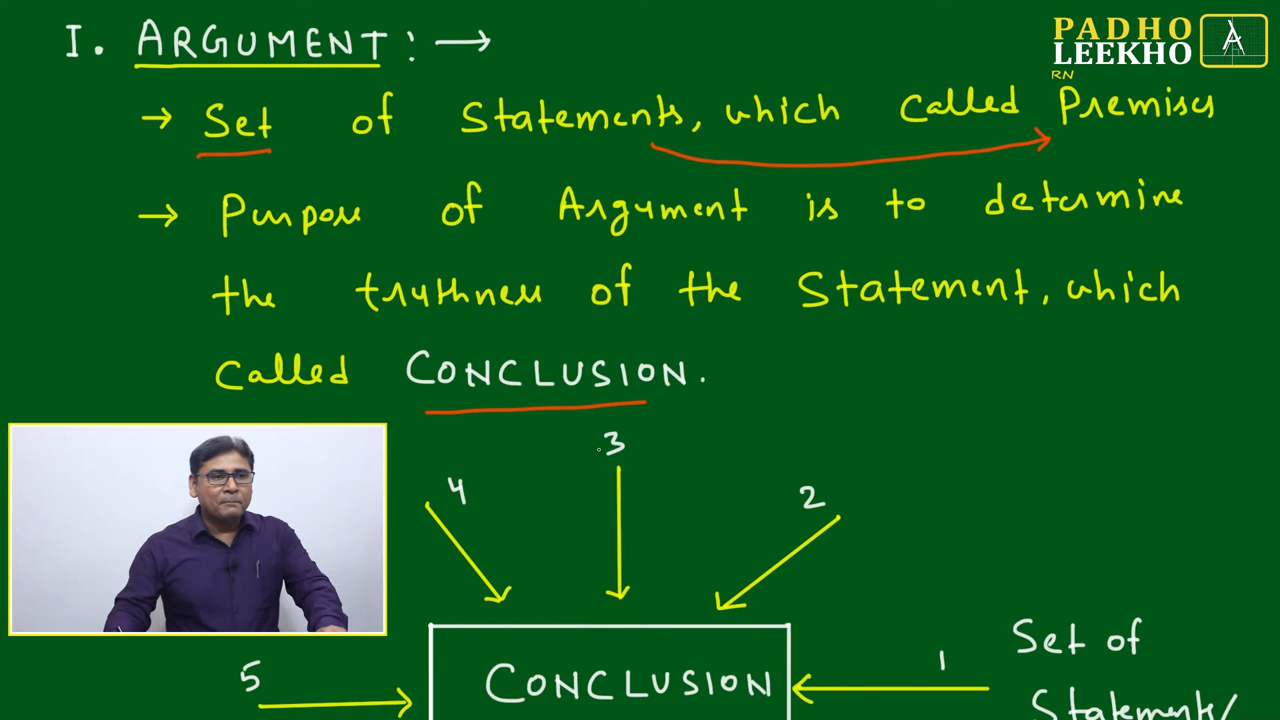 I. ARGUMENT : →
PADHO
LEEKHO
RN
→ Set of Statements, which called Premises
→ Purpose of Argument is to determine
the truthness of the Statement, which
called CONCLUSION.
3
4
2
5
CONCLUSION
1
Set of
Statements/